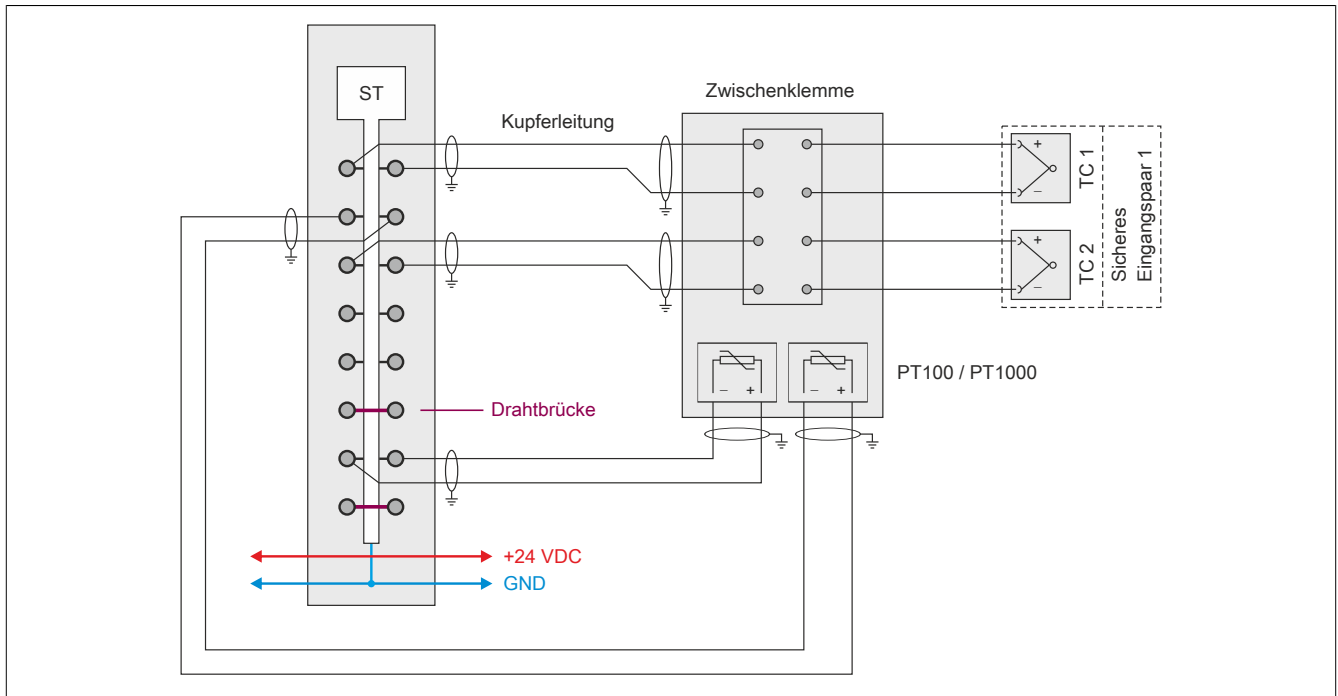 ST
Zwischenklemme
Kupferleitung
+
−
TC 1
+
−
TC 2
Sicheres
Eingangspaar 1
− +
− +
PT100 / PT1000
Drahtbrücke
+24 VDC
GND